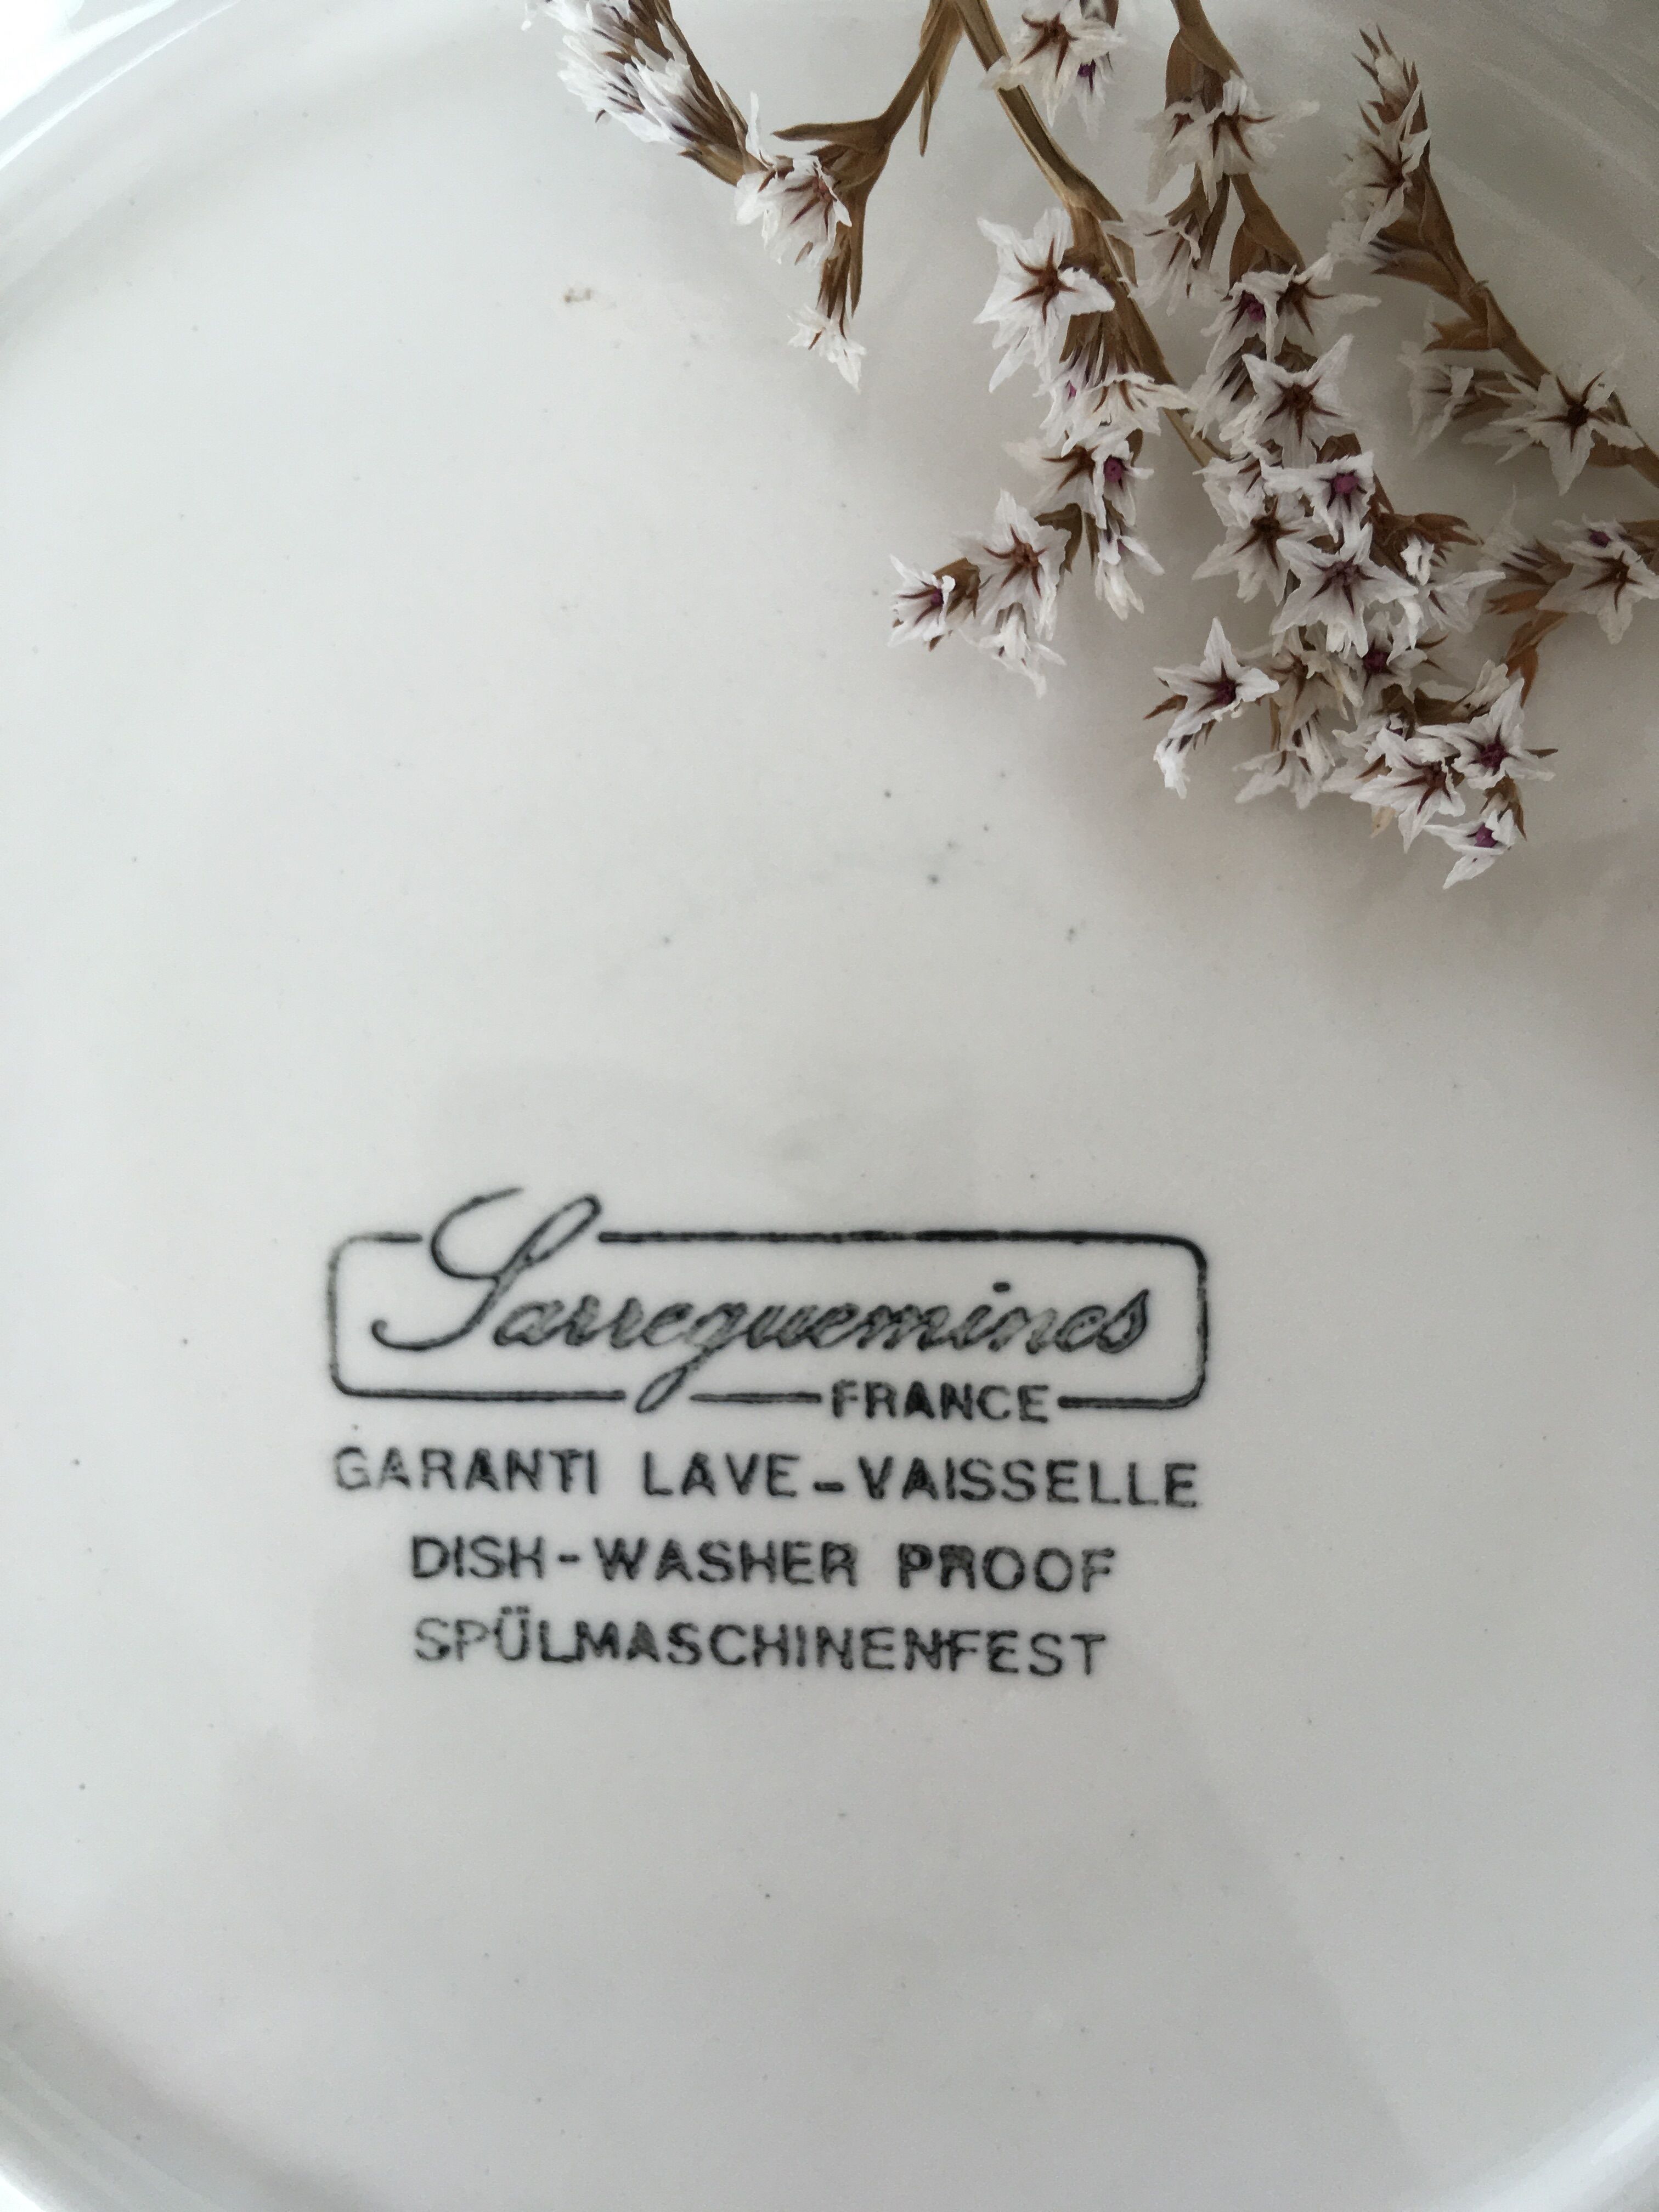 Sarreguemines
FRANCE
GARANTI LAVE-VAISSELLE
DISH-WASHER PROOF
SPÜLMASCHINENFEST